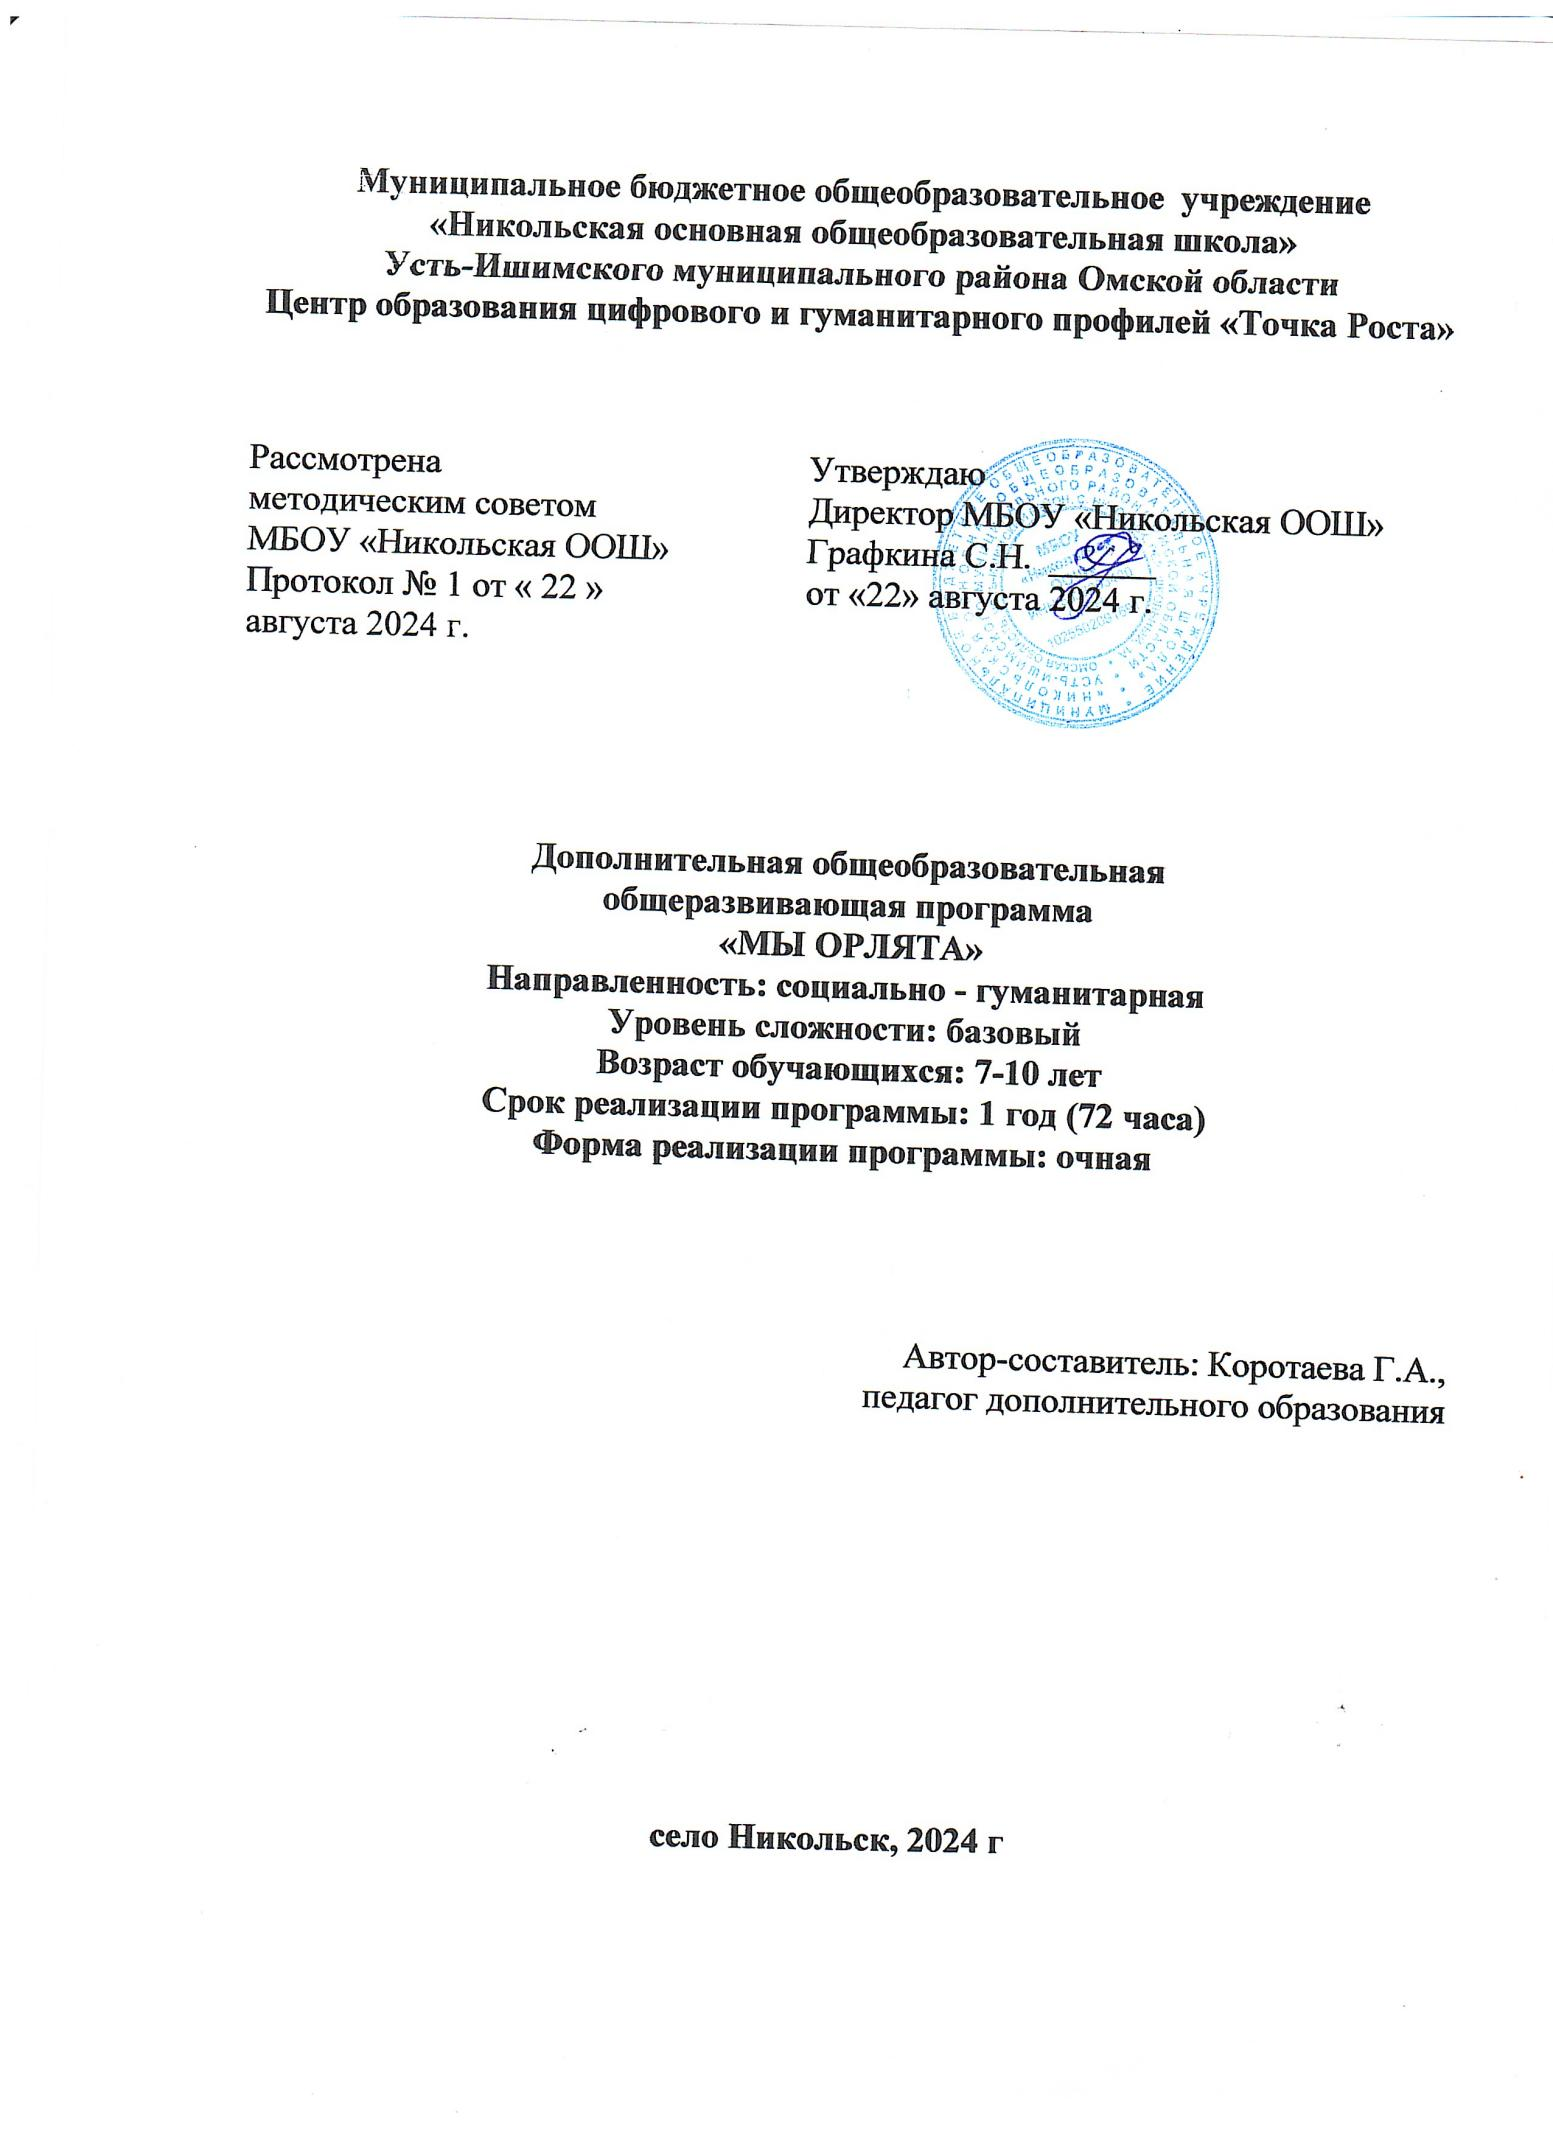 Муниципальное бюджетное общеобразовательное учреждение
«Никольская основная общеобразовательная школа»
Усть-Ишимского муниципального района Омской области
Центр образования цифрового и гуманитарного профилей «Точка Роста»
Рассмотрена
методическим советом
МБОУ «Никольская ООШ»
Протокол № 1 от « 22 »
августа 2024 г.
Утверждаю
Директор МБОУ «Никольская ООШ»
Графкина С.Н. ______
от «22» августа 2024 г.
Дополнительная общеобразовательная
общеразвивающая программа
«МЫ ОРЛЯТА»
Направленность: социально - гуманитарная
Уровень сложности: базовый
Возраст обучающихся: 7-10 лет
Срок реализации программы: 1 год (72 часа)
Форма реализации программы: очная
Автор-составитель: Коротаева Г.А.,
педагог дополнительного образования
село Никольск, 2024 г